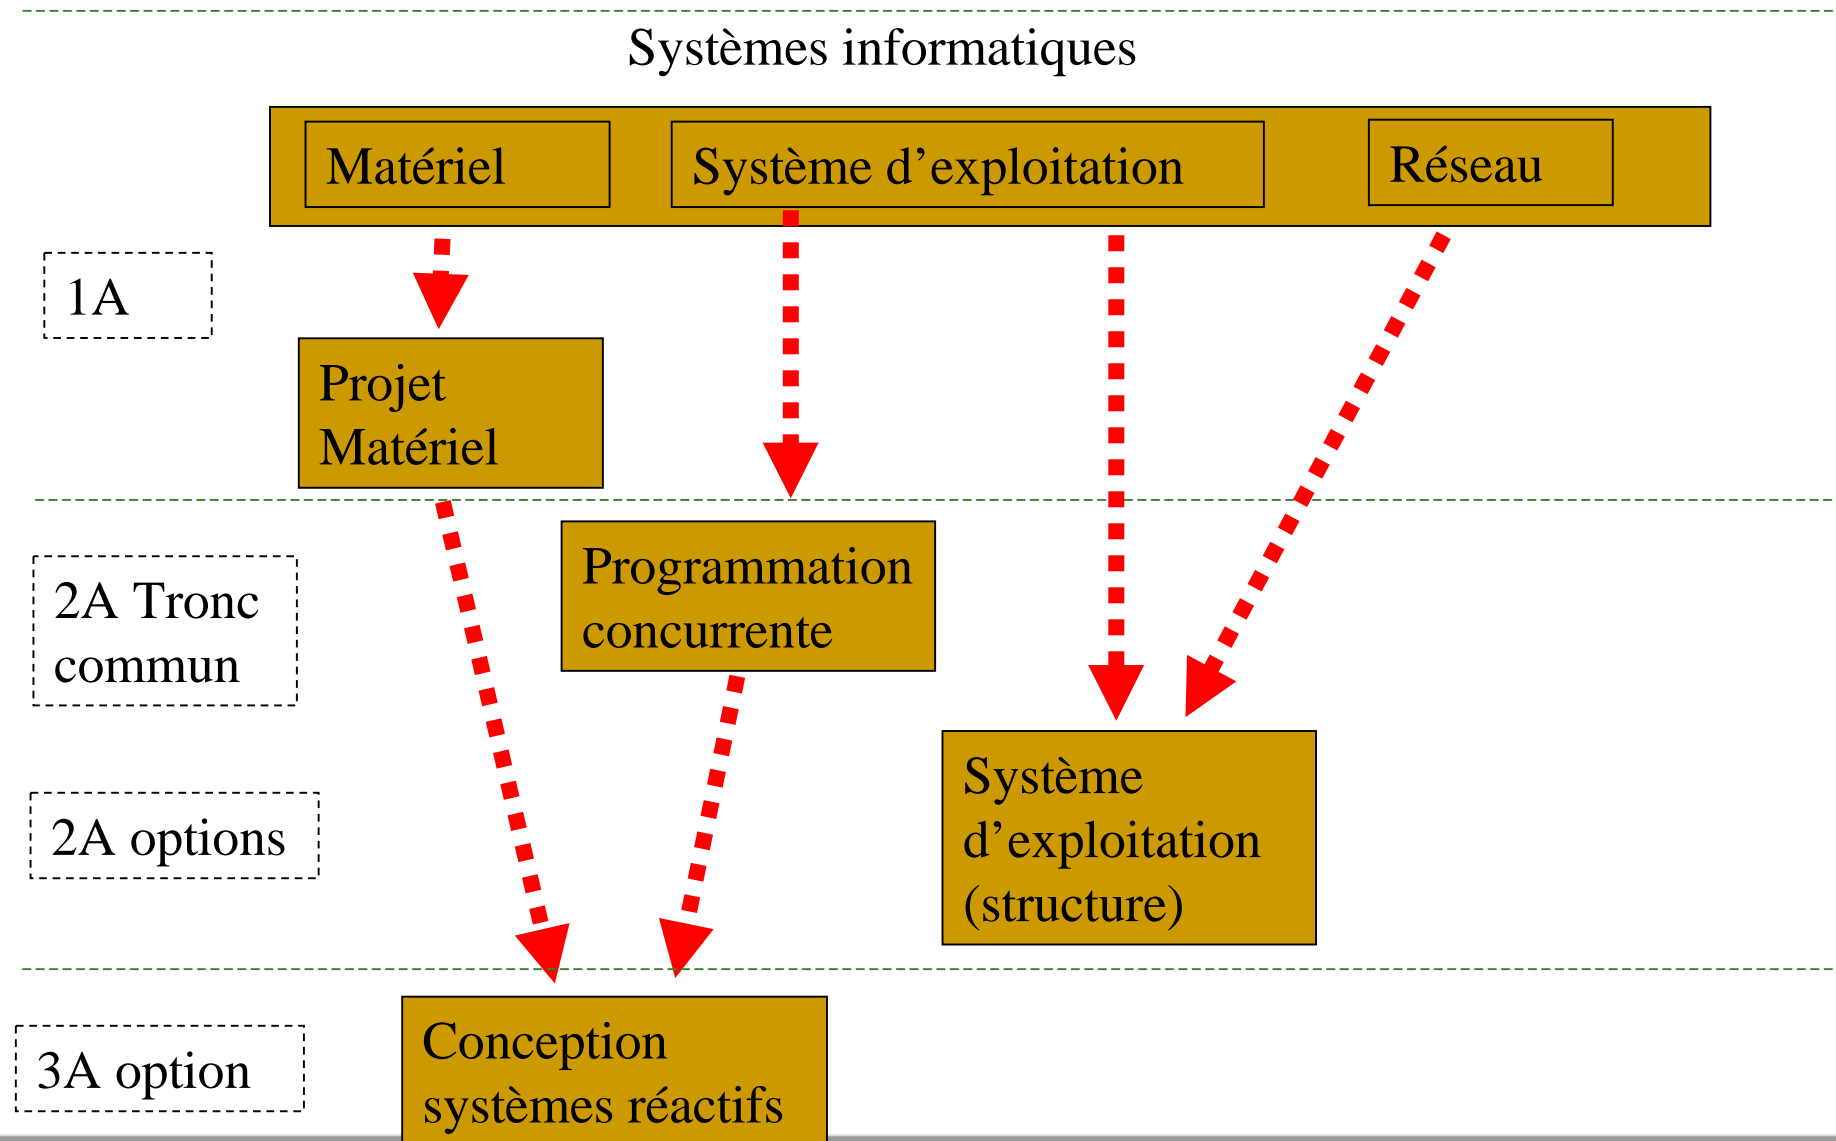 Systèmes informatiques
Matériel
Système d’exploitation
Réseau
1A
Projet
Matériel
2A Tronc
commun
Programmation
concurrente
2A options
Système
d’exploitation
(structure)
3A option
Conception
systèmes réactifs